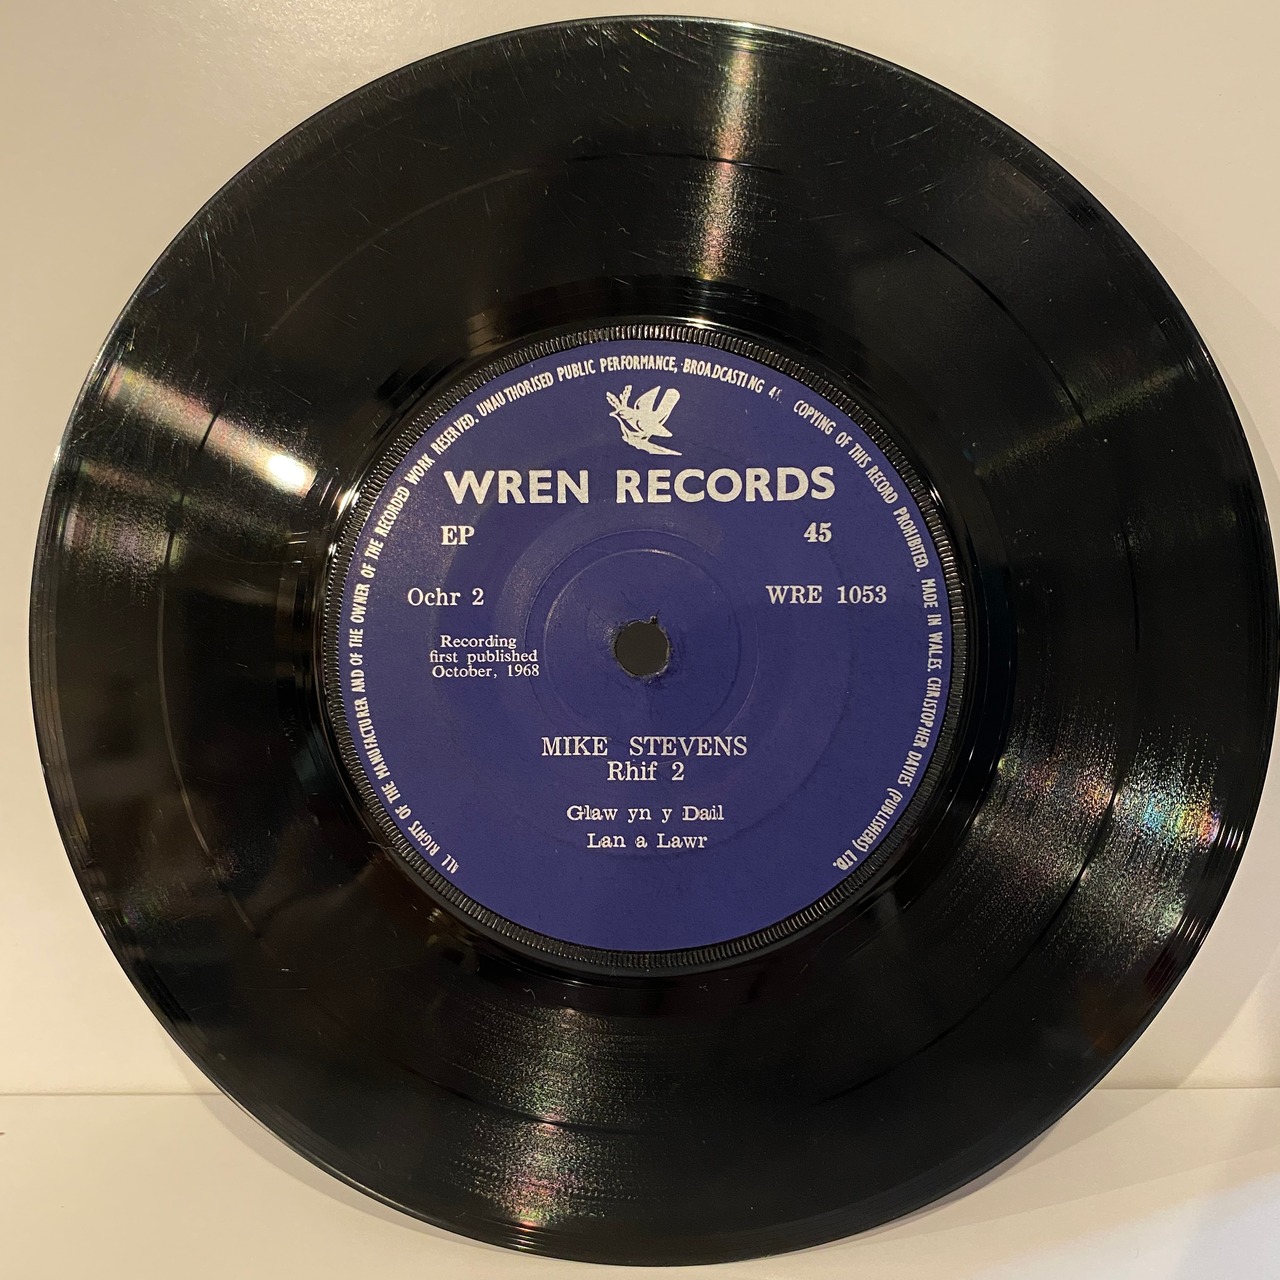 ALL RIGHTS OF THE MANUFACTURER AND OF THE OWNER OF THE RECORDED WORK RESERVED. UNAUTHORISED PUBLIC PERFORMANCE, BROADCASTING COPYING OF THIS RECORD PROHIBITED. MADE IN WALES. CHRISTOPHER DAVIES (PUBLISHERS) LTD.
WREN RECORDS
EP 45
Ochr 2 WRE 1053
Recording
first published
October, 1968
MIKE STEVENS
Rhif 2
Glaw yn y Dail
Lan a Lawr